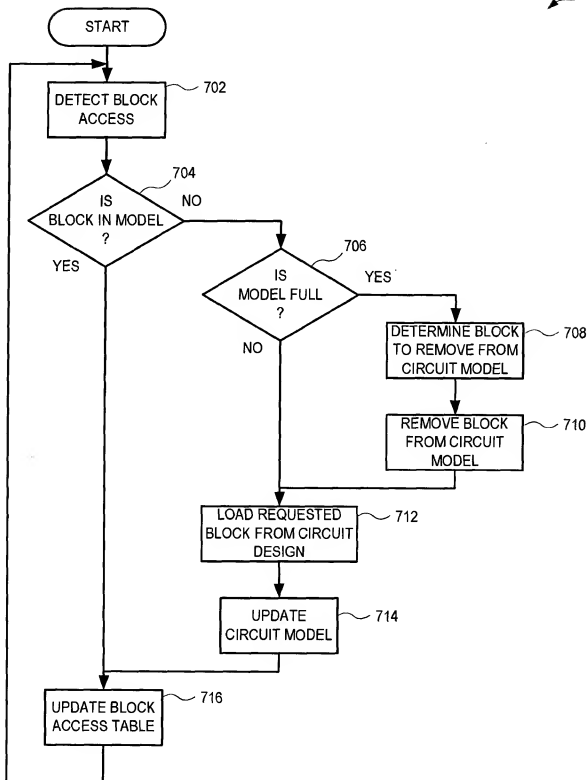 START
DETECT BLOCK
ACCESS
702
IS
BLOCK IN MODEL
?
704
NO
YES
IS
MODEL FULL
?
706
YES
NO
DETERMINE BLOCK
TO REMOVE FROM
CIRCUIT MODEL
708
REMOVE BLOCK
FROM CIRCUIT
MODEL
710
LOAD REQUESTED
BLOCK FROM CIRCUIT
DESIGN
712
UPDATE
CIRCUIT MODEL
714
UPDATE BLOCK
ACCESS TABLE
716